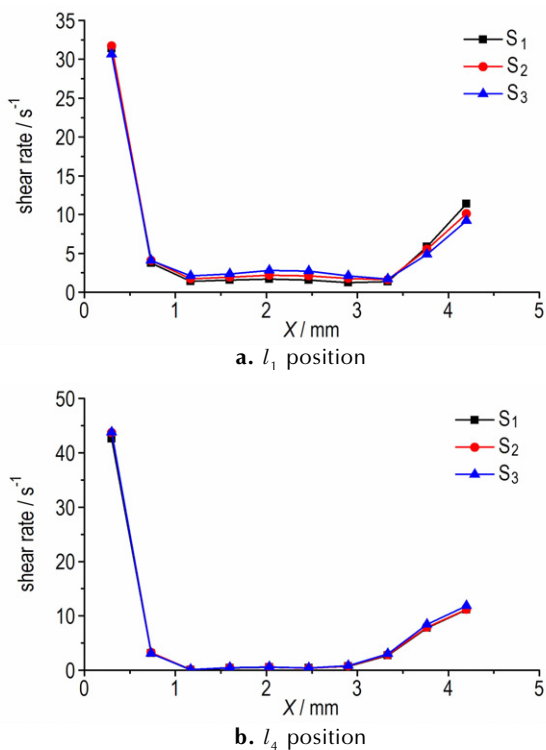 35
30
25
20
15
10
5
0
shear rate / s⁻¹
S₁
S₂
S₃
0 1 2 3 4 5
X / mm
a. l₁ position
50
40
30
20
10
0
shear rate / s⁻¹
S₁
S₂
S₃
0 1 2 3 4 5
X / mm
b. l₄ position